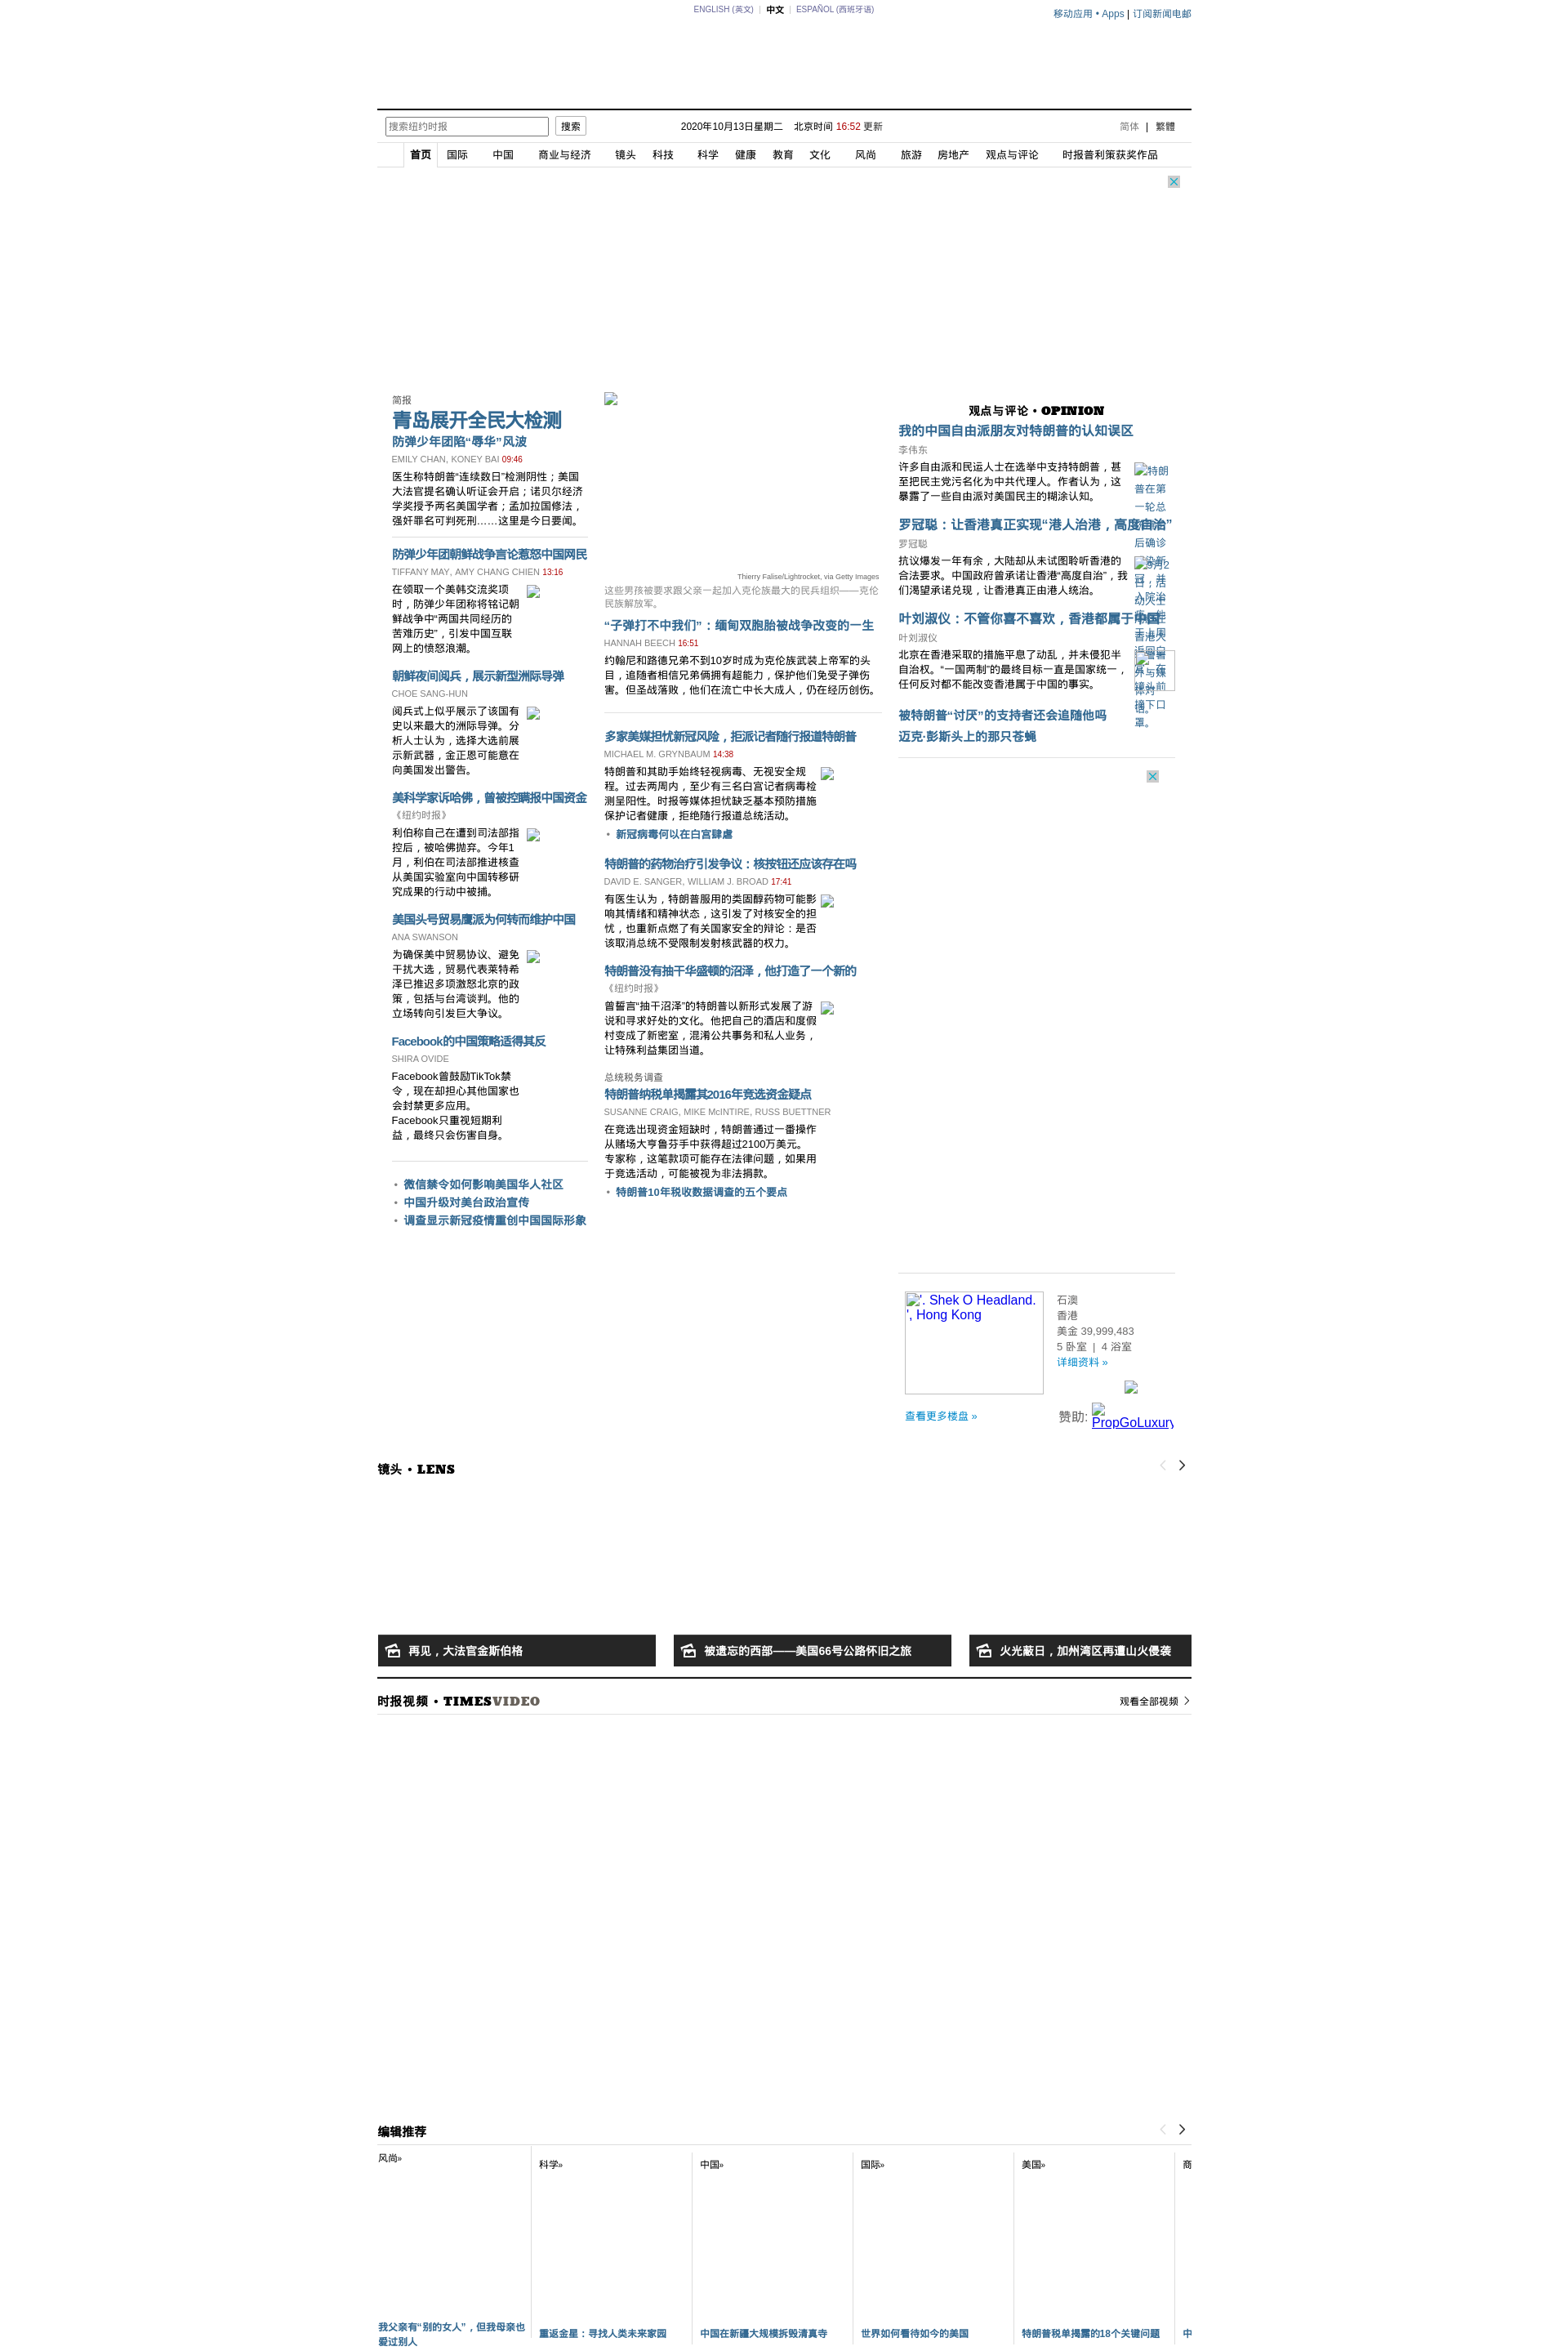 ENGLISH (英文) | 中文 | ESPAÑOL (西班牙语)
移动应用 • Apps | 订阅新闻电邮
搜索纽约时报
搜索
2020年10月13日星期二 北京时间 16:52 更新
简体 | 繁體
首页 国际 中国 商业与经济 镜头 科技 科学 健康 教育 文化 风尚 旅游 房地产 观点与评论 时报普利策获奖作品
简报
青岛展开全民大检测
防弹少年团陷“辱华”风波
EMILY CHAN, KONEY BAI 09:46
医生称特朗普“连续数日”检测阴性；美国
大法官提名确认听证会开启；诺贝尔经济
学奖授予两名美国学者；孟加拉国修法，
强奸罪名可判死刑……这里是今日要闻。
防弹少年团朝鲜战争言论惹怒中国网民
TIFFANY MAY, AMY CHANG CHIEN 13:16
在领取一个美韩交流奖项
时，防弹少年团称将铭记朝
鲜战争中“两国共同经历的
苦难历史”，引发中国互联
网上的愤怒浪潮。
朝鲜夜间阅兵，展示新型洲际导弹
CHOE SANG-HUN
阅兵式上似乎展示了该国有
史以来最大的洲际导弹。分
析人士认为，选择大选前展
示新武器，金正恩可能意在
向美国发出警告。
美科学家诉哈佛，曾被控瞒报中国资金
《纽约时报》
利伯称自己在遭到司法部指
控后，被哈佛抛弃。今年1
月，利伯在司法部推进核查
从美国实验室向中国转移研
究成果的行动中被捕。
美国头号贸易鹰派为何转而维护中国
ANA SWANSON
为确保美中贸易协议、避免
干扰大选，贸易代表莱特希
泽已推迟多项激怒北京的政
策，包括与台湾谈判。他的
立场转向引发巨大争议。
Facebook的中国策略适得其反
SHIRA OVIDE
Facebook曾鼓励TikTok禁
令，现在却担心其他国家也
会封禁更多应用。
Facebook只重视短期利
益，最终只会伤害自身。
• 微信禁令如何影响美国华人社区
• 中国升级对美台政治宣传
• 调查显示新冠疫情重创中国国际形象
Thierry Falise/Lightrocket, via Getty Images
这些男孩被要求跟父亲一起加入克伦族最大的民兵组织——克伦
民族解放军。
“子弹打不中我们”：缅甸双胞胎被战争改变的一生
HANNAH BEECH 16:51
约翰尼和路德兄弟不到10岁时成为克伦族武装上帝军的头
目，追随者相信兄弟俩拥有超能力，保护他们免受子弹伤
害。但圣战落败，他们在流亡中长大成人，仍在经历创伤。
多家美媒担忧新冠风险，拒派记者随行报道特朗普
MICHAEL M. GRYNBAUM 14:38
特朗普和其助手始终轻视病毒、无视安全规
程。过去两周内，至少有三名白宫记者病毒检
测呈阳性。时报等媒体担忧缺乏基本预防措施
保护记者健康，拒绝随行报道总统活动。
• 新冠病毒何以在白宫肆虐
特朗普的药物治疗引发争议：核按钮还应该存在吗
DAVID E. SANGER, WILLIAM J. BROAD 17:41
有医生认为，特朗普服用的类固醇药物可能影
响其情绪和精神状态，这引发了对核安全的担
忧，也重新点燃了有关国家安全的辩论：是否
该取消总统不受限制发射核武器的权力。
特朗普没有抽干华盛顿的沼泽，他打造了一个新的
《纽约时报》
曾誓言“抽干沼泽”的特朗普以新形式发展了游
说和寻求好处的文化。他把自己的酒店和度假
村变成了新密室，混淆公共事务和私人业务，
让特殊利益集团当道。
总统税务调查
特朗普纳税单揭露其2016年竞选资金疑点
SUSANNE CRAIG, MIKE McINTIRE, RUSS BUETTNER
在竞选出现资金短缺时，特朗普通过一番操作
从赌场大亨鲁芬手中获得超过2100万美元。
专家称，这笔款项可能存在法律问题，如果用
于竞选活动，可能被视为非法捐款。
• 特朗普10年税收数据调查的五个要点
观点与评论 • OPINION
我的中国自由派朋友对特朗普的认知误区
李伟东
许多自由派和民运人士在选举中支持特朗普，甚
至把民主党污名化为中共代理人。作者认为，这
暴露了一些自由派对美国民主的糊涂认知。
特朗
普在第
一轮总
罗冠聪：让香港真正实现“港人治港，高度自治”
后确诊
罗冠聪
抗议爆发一年有余，大陆却从未试图聆听香港的
合法要求。中国政府曾承诺让香港“高度自治”，我
们渴望承诺兑现，让香港真正由港人统治。
叶刘淑仪：不管你喜不喜欢，香港都属于中国
叶刘淑仪
北京在香港采取的措施平息了动乱，并未侵犯半
自治权。“一国两制”的最终目标一直是国家统一，
任何反对都不能改变香港属于中国的事实。
被特朗普“讨厌”的支持者还会追随他吗
迈克·彭斯头上的那只苍蝇
'. Shek O Headland.
', Hong Kong
石澳
香港
美金 39,999,483
5 卧室 | 4 浴室
详细资料 »
查看更多楼盘 »
赞助: PropGoLuxury
镜头 • LENS
再见，大法官金斯伯格
被遗忘的西部——美国66号公路怀旧之旅
火光蔽日，加州湾区再遭山火侵袭
时报视频 • TIMESVIDEO
观看全部视频
编辑推荐
风尚»
科学»
中国»
国际»
美国»
商
我父亲有“别的女人”，但我母亲也
爱过别人
重返金星：寻找人类未来家园
中国在新疆大规模拆毁清真寺
世界如何看待如今的美国
特朗普税单揭露的18个关键问题
中